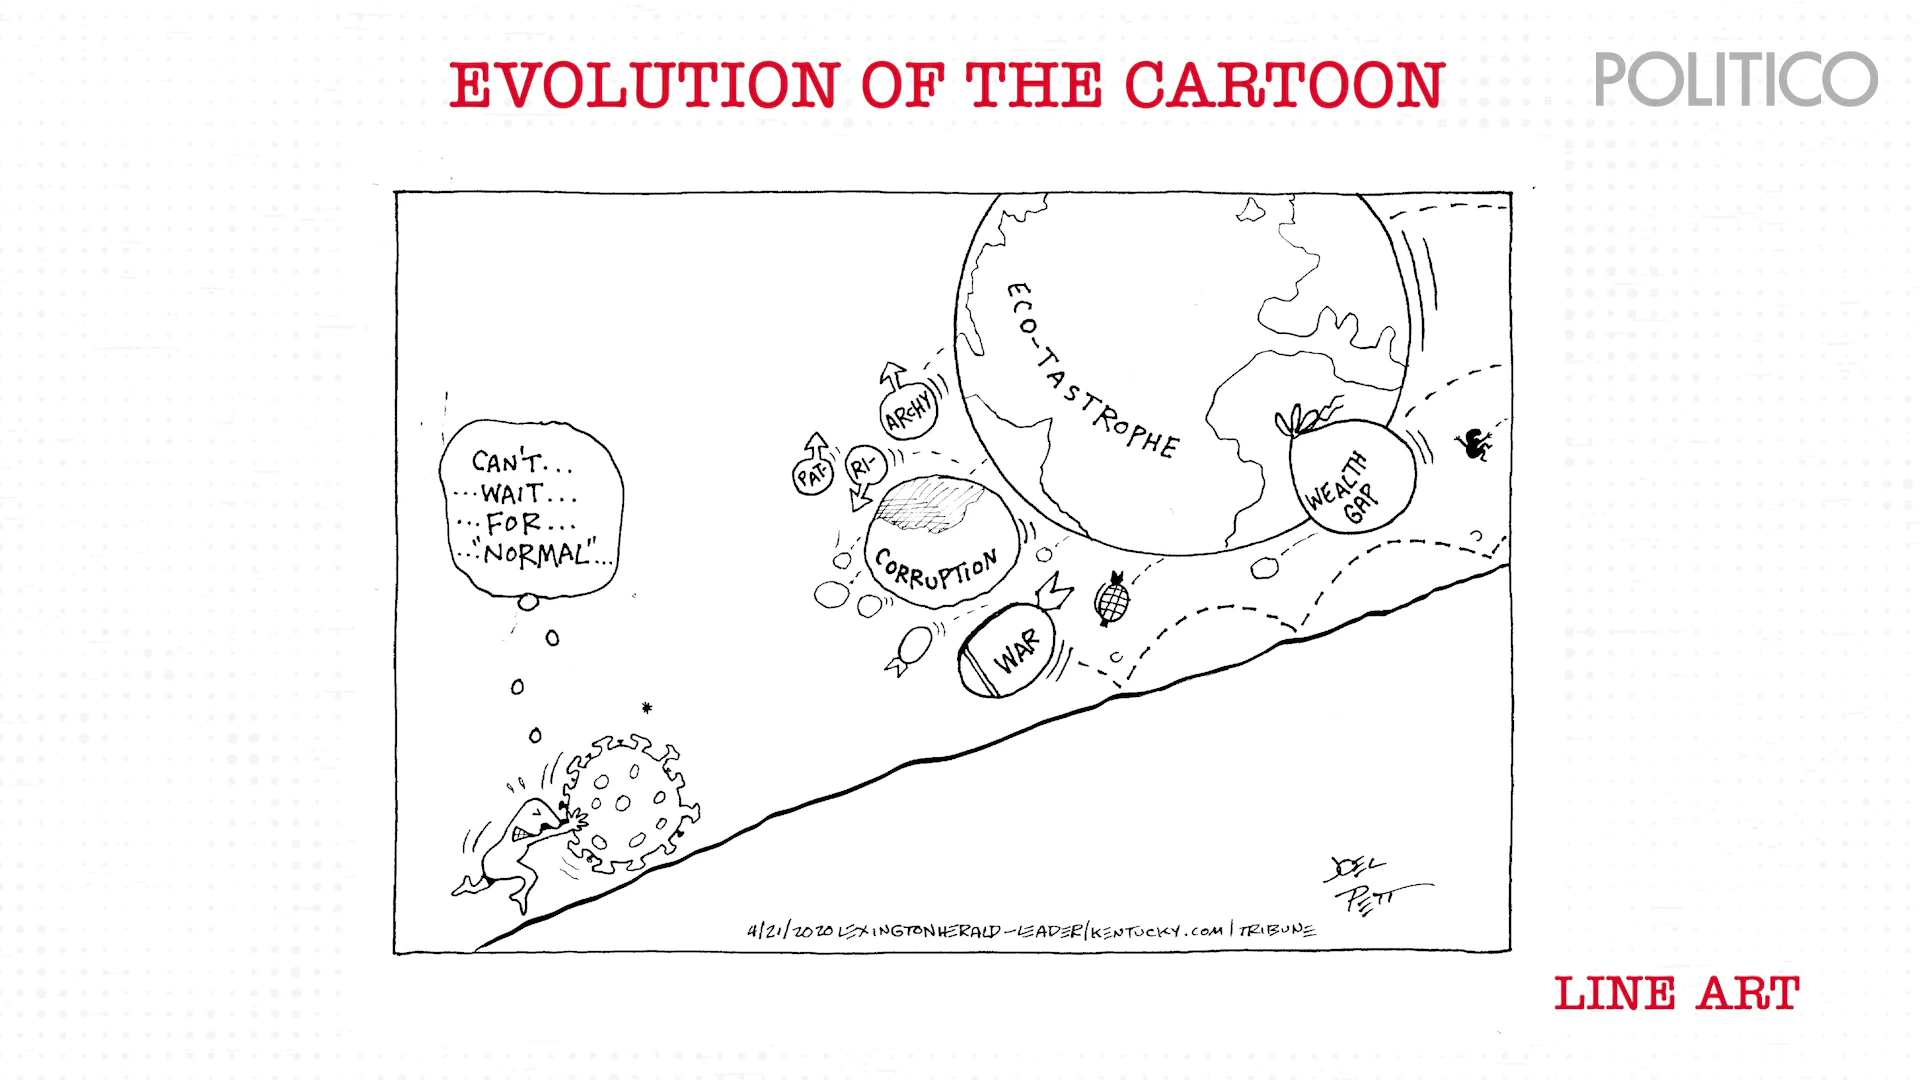 EVOLUTION OF THE CARTOON
POLITICO
CAN'T...
...WAIT...
...FOR...
..."NORMAL"...
PAT-
RI-
ARCHY
ECO-TASTROPHE
CORRUPTION
WEALTH
GAP
WAR
JOEL
PETT
4/21/2020 LEXINGTON HERALD-LEADER/KENTUCKY.COM/TRIBUNE
LINE ART